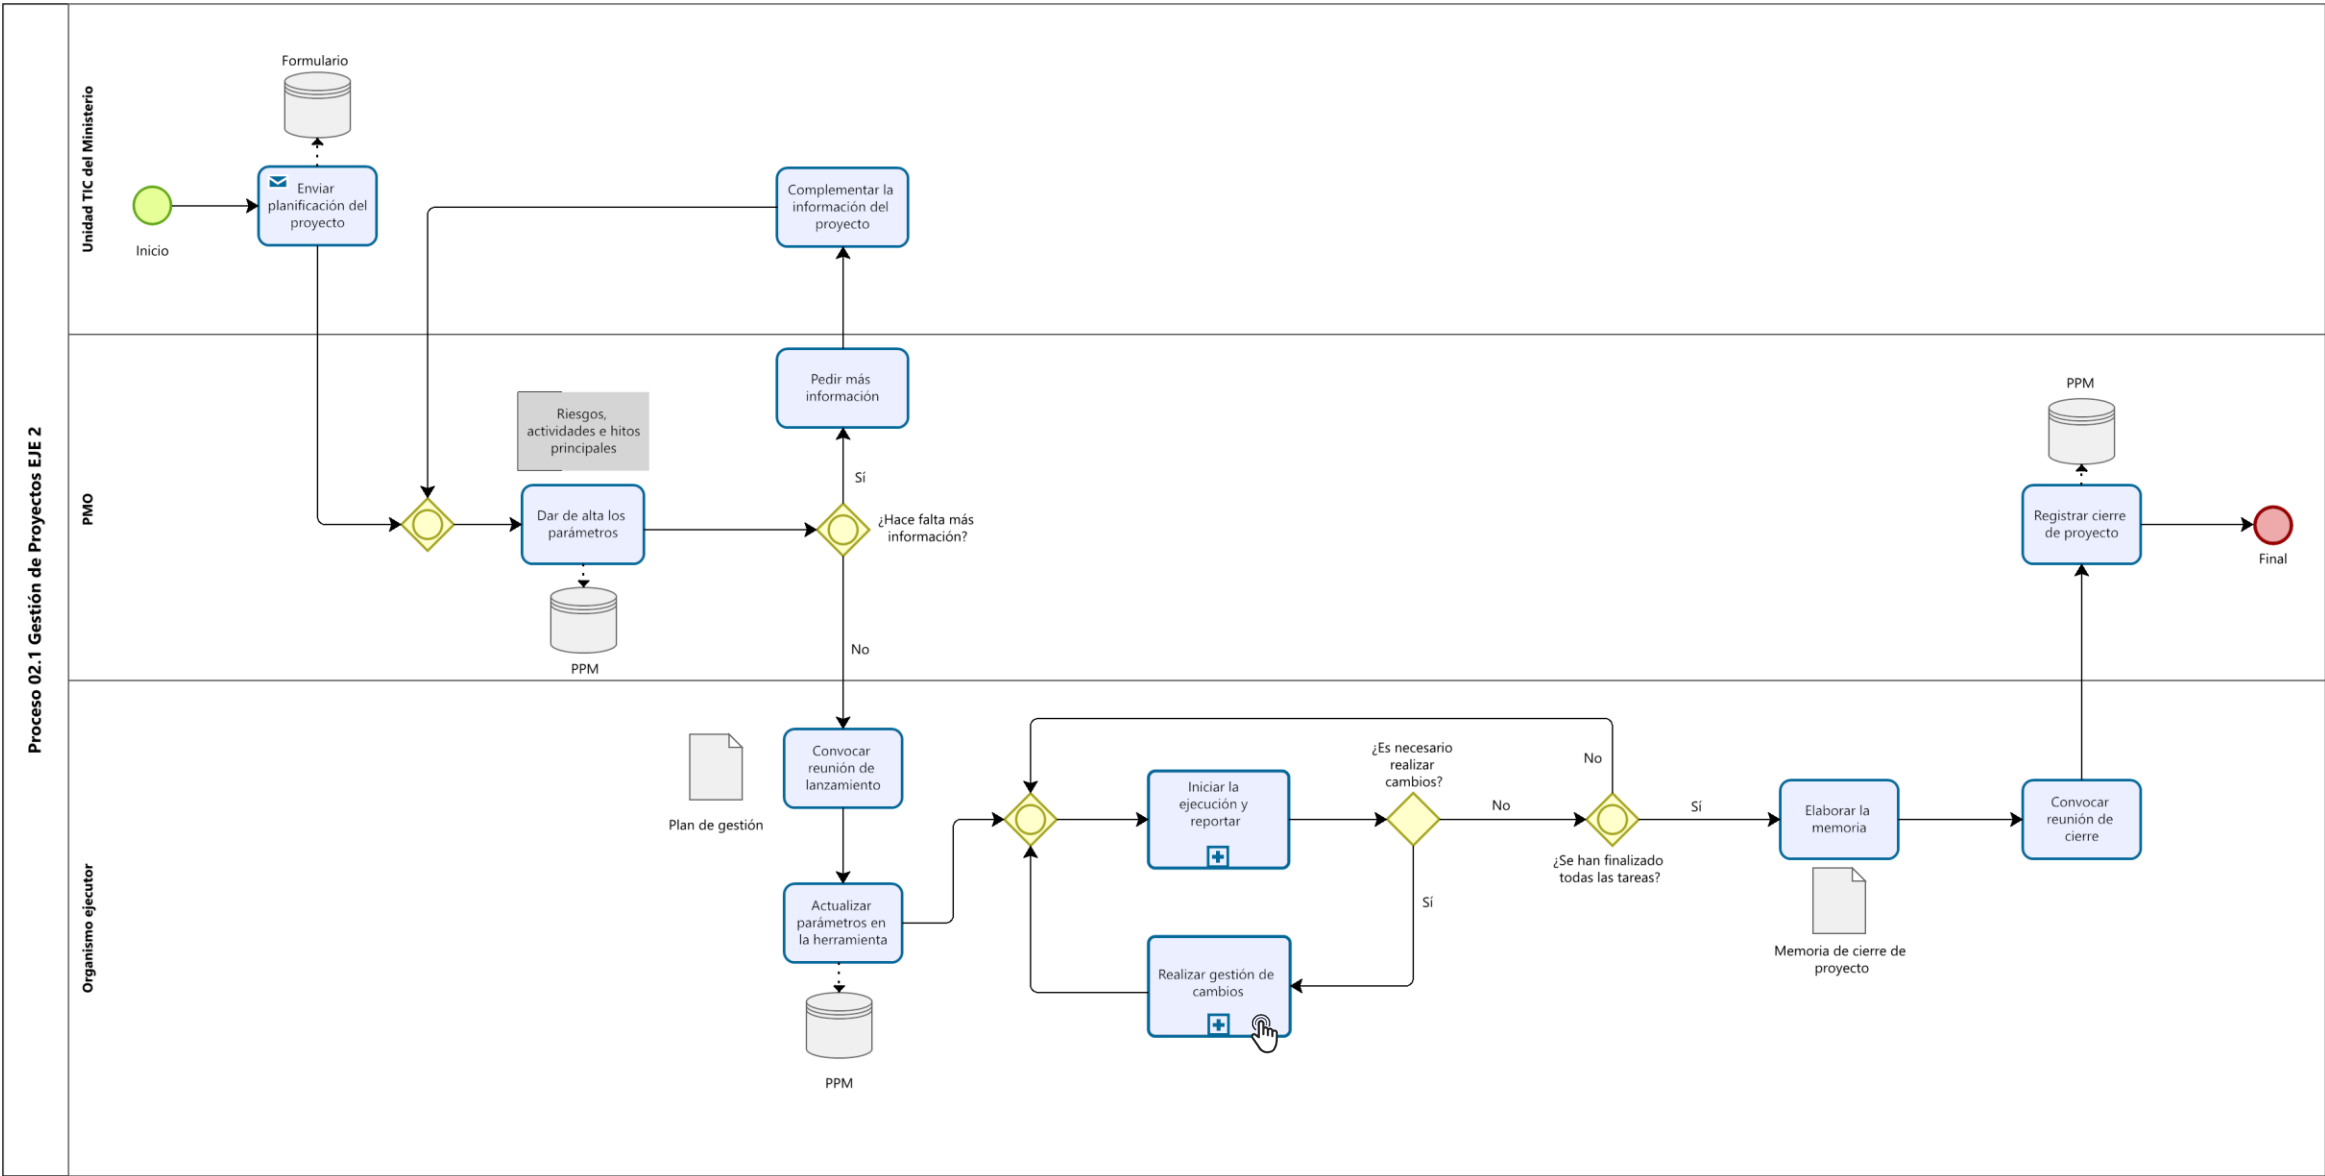 Proceso 02.1 Gestión de Proyectos EJE 2
Unidad TIC del Ministerio
Formulario
Enviar
planificación del
proyecto
Inicio
Complementar la
información del
proyecto
PMO
Pedir más
información
Riesgos,
actividades e hitos
principales
Sí
Dar de alta los
parámetros
¿Hace falta más
información?
PPM
No
PPM
Registrar cierre
de proyecto
Final
Organismo ejecutor
Convocar
reunión de
lanzamiento
Plan de gestión
Actualizar
parámetros en
la herramienta
PPM
Iniciar la
ejecución y
reportar
¿Es necesario
realizar
cambios?
No
Sí
Realizar gestión de
cambios
No
¿Se han finalizado
todas las tareas?
Sí
Elaborar la
memoria
Memoria de cierre de
proyecto
Convocar
reunión de
cierre